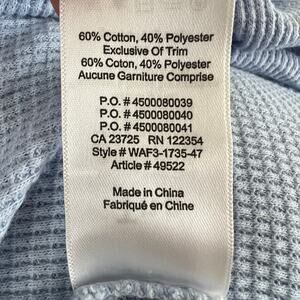 60% Cotton, 40% Polyester
Exclusive Of Trim
60% Coton, 40% Polyester
Aucune Garniture Comprise
P.O. # 4500080039
P.O. # 4500080040
P.O. # 4500080041
CA 23725 RN 122354
Style # WAF3-1735-47
Article # 49522
Made in China
Fabriqué en Chine